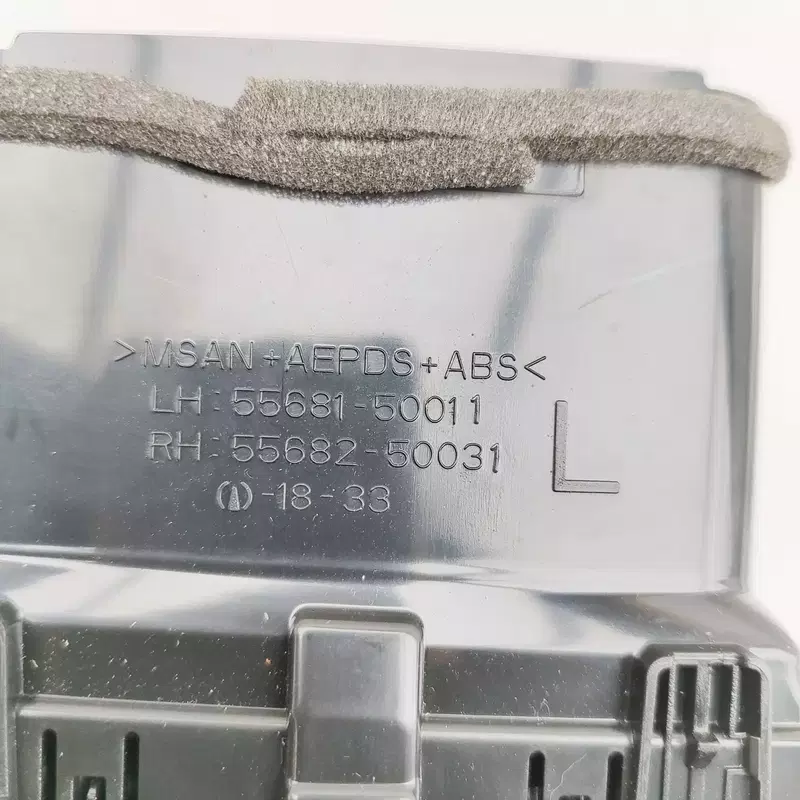 >MSAN+AEPDS+ABS<
LH:55681-50011
RH:55682-50031
L
-18-33